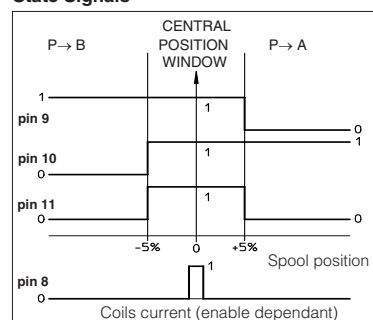 State Signals
CENTRAL
P→ B POSITION P→ A
WINDOW
1
1
pin 9
0
1
pin 10
1
0
pin 11
1
0 0
-5% 0 +5%
Spool position
pin 8
1
0
Coils current (enable dependant)